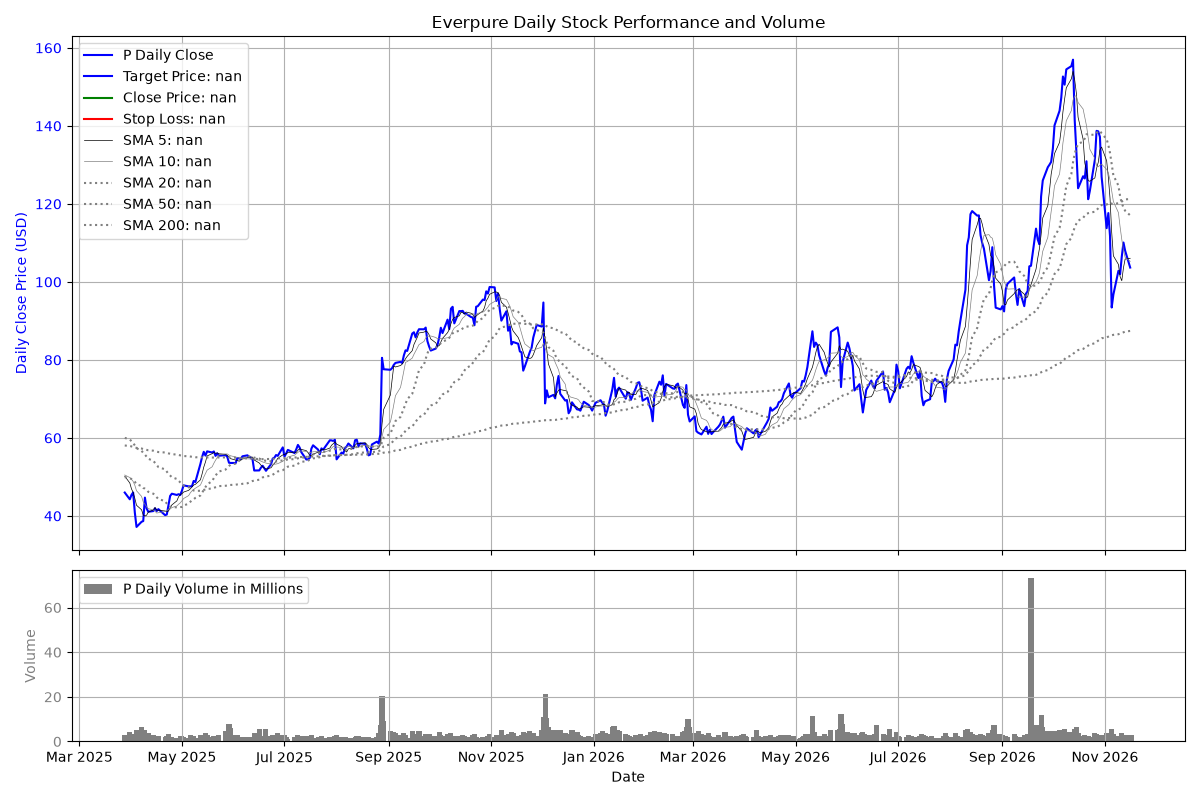 Everpure Daily Stock Performance and Volume
160
140
120
100
80
60
40
Daily Close Price (USD)
P Daily Close
Target Price: nan
Close Price: nan
Stop Loss: nan
SMA 5: nan
SMA 10: nan
SMA 20: nan
SMA 50: nan
SMA 200: nan
60
40
20
0
Volume
P Daily Volume in Millions
Mar 2025 May 2025 Jul 2025 Sep 2025 Nov 2025 Jan 2026 Mar 2026 May 2026 Jul 2026 Sep 2026 Nov 2026
Date